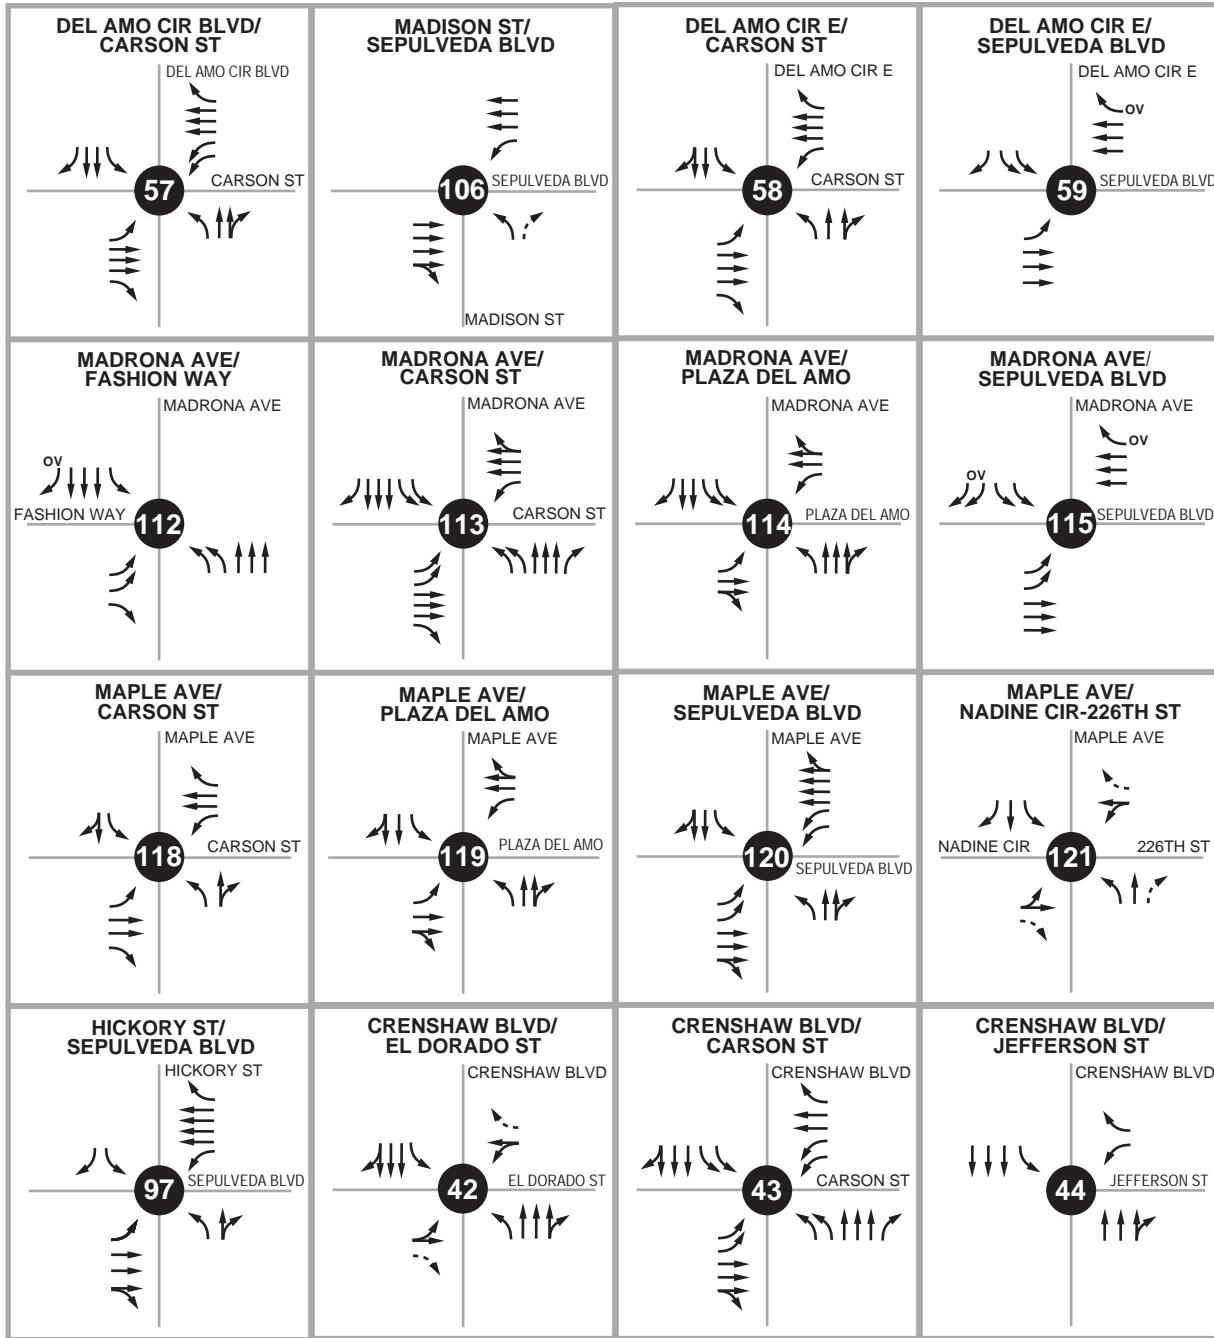 DEL AMO CIR BLVD/
CARSON ST
DEL AMO CIR BLVD
57
CARSON ST
MADISON ST/
SEPULVEDA BLVD
106
SEPULVEDA BLVD
MADISON ST
DEL AMO CIR E/
CARSON ST
DEL AMO CIR E
58
CARSON ST
DEL AMO CIR E/
SEPULVEDA BLVD
DEL AMO CIR E
OV
59
SEPULVEDA BLVD
MADRONA AVE/
FASHION WAY
MADRONA AVE
OV
FASHION WAY
112
MADRONA AVE/
CARSON ST
MADRONA AVE
113
CARSON ST
MADRONA AVE/
PLAZA DEL AMO
MADRONA AVE
114
PLAZA DEL AMO
MADRONA AVE/
SEPULVEDA BLVD
MADRONA AVE
OV
OV
115
SEPULVEDA BLVD
MAPLE AVE/
CARSON ST
MAPLE AVE
118
CARSON ST
MAPLE AVE/
PLAZA DEL AMO
MAPLE AVE
119
PLAZA DEL AMO
MAPLE AVE/
SEPULVEDA BLVD
MAPLE AVE
120
SEPULVEDA BLVD
MAPLE AVE/
NADINE CIR-226TH ST
MAPLE AVE
NADINE CIR
121
226TH ST
HICKORY ST/
SEPULVEDA BLVD
HICKORY ST
97
SEPULVEDA BLVD
CRENSHAW BLVD/
EL DORADO ST
CRENSHAW BLVD
42
EL DORADO ST
CRENSHAW BLVD/
CARSON ST
CRENSHAW BLVD
43
CARSON ST
CRENSHAW BLVD/
JEFFERSON ST
CRENSHAW BLVD
44
JEFFERSON ST